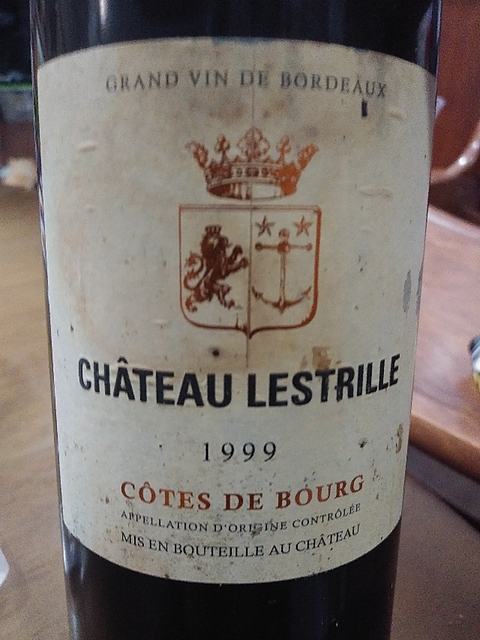 GRAND VIN DE BORDEAUX
CHÂTEAU LESTRILLE
1999
CÔTES DE BOURG
APPELLATION D'ORIGINE CONTRÔLÉE
MIS EN BOUTEILLE AU CHÂTEAU